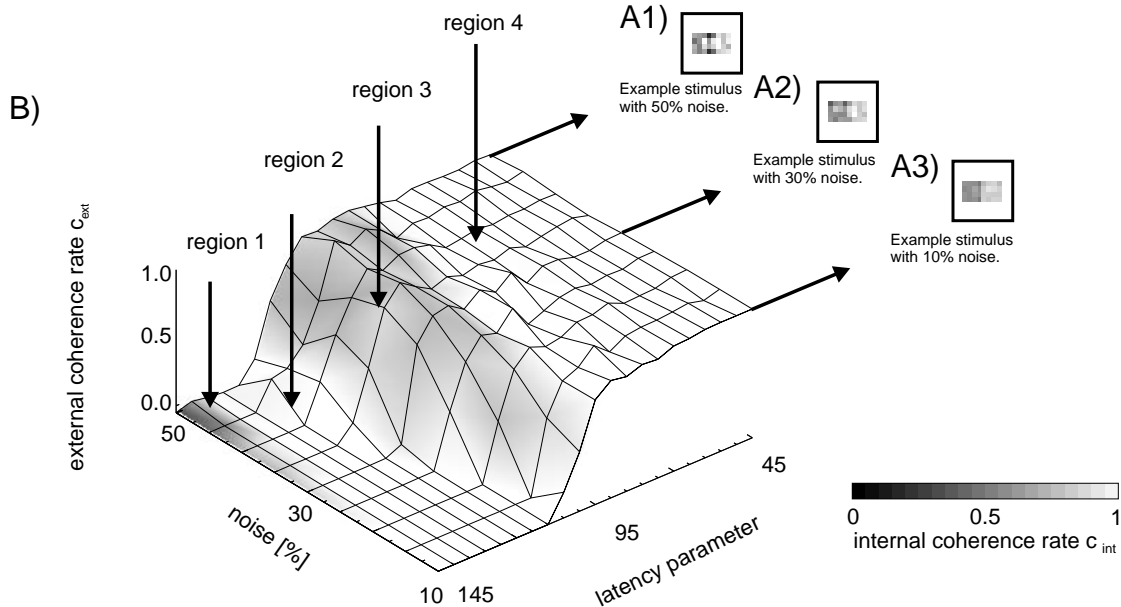 B)
region 1
region 2
region 3
region 4
A1)
Example stimulus
with 50% noise.
A2)
Example stimulus
with 30% noise.
A3)
Example stimulus
with 10% noise.
external coherence rate c ext
1.0
0.5
0.0
50
30
10
noise [%]
145
95
45
latency parameter
0
0.5
1
internal coherence rate c int